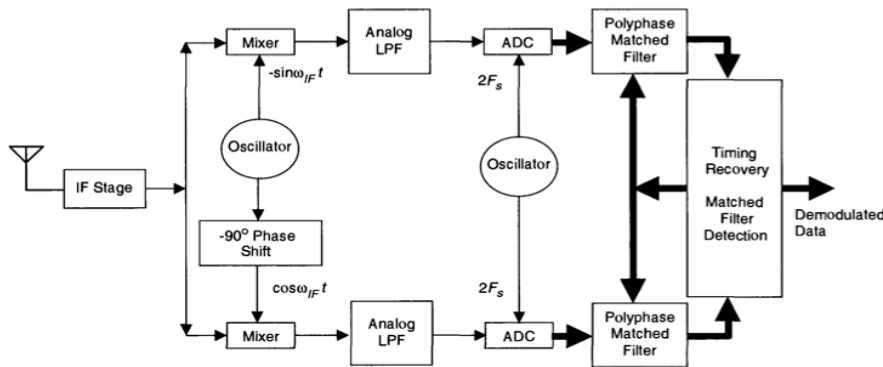 Mixer
Analog
LPF
ADC
Polyphase
Matched
Filter
-sinω_IF t
2F_s
Oscillator
Oscillator
IF Stage
Timing
Recovery
Matched
Filter
Detection
Demodulated
Data
-90° Phase
Shift
cosω_IF t
2F_s
Mixer
Analog
LPF
ADC
Polyphase
Matched
Filter